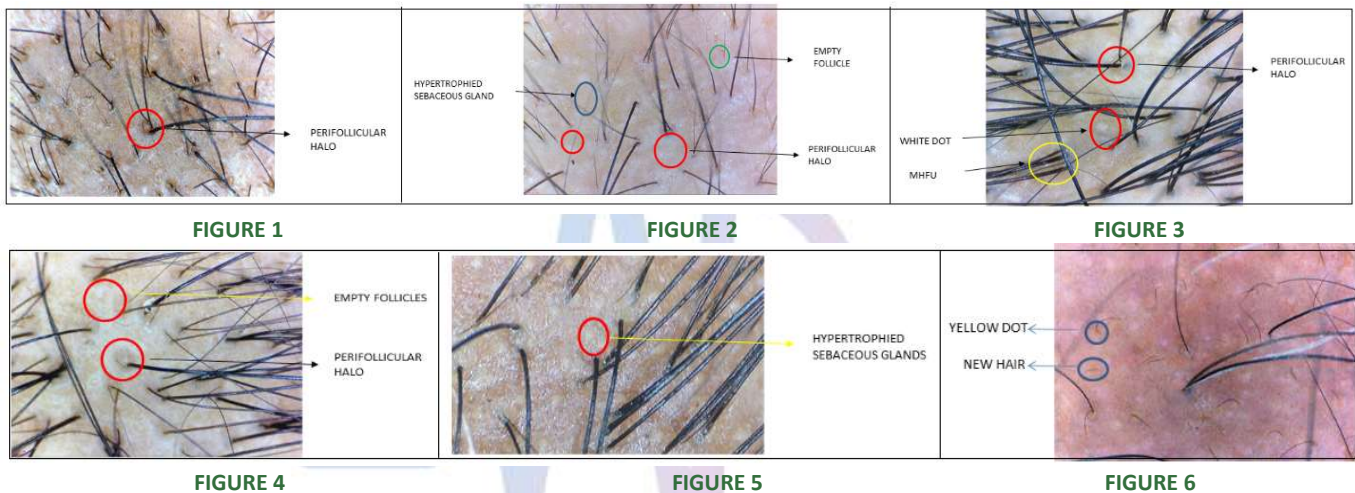 PERIFOLLICULAR
HALO
HYPERTROPHIED
SEBACEOUS GLAND
EMPTY
FOLLICLE
PERIFOLLICULAR
HALO
PERIFOLLICULAR
HALO
WHITE DOT
MHFU
FIGURE 1
FIGURE 2
FIGURE 3
EMPTY FOLLICLES
PERIFOLLICULAR
HALO
HYPERTROPHIED
SEBACEOUS GLANDS
YELLOW DOT
NEW HAIR
FIGURE 4
FIGURE 5
FIGURE 6